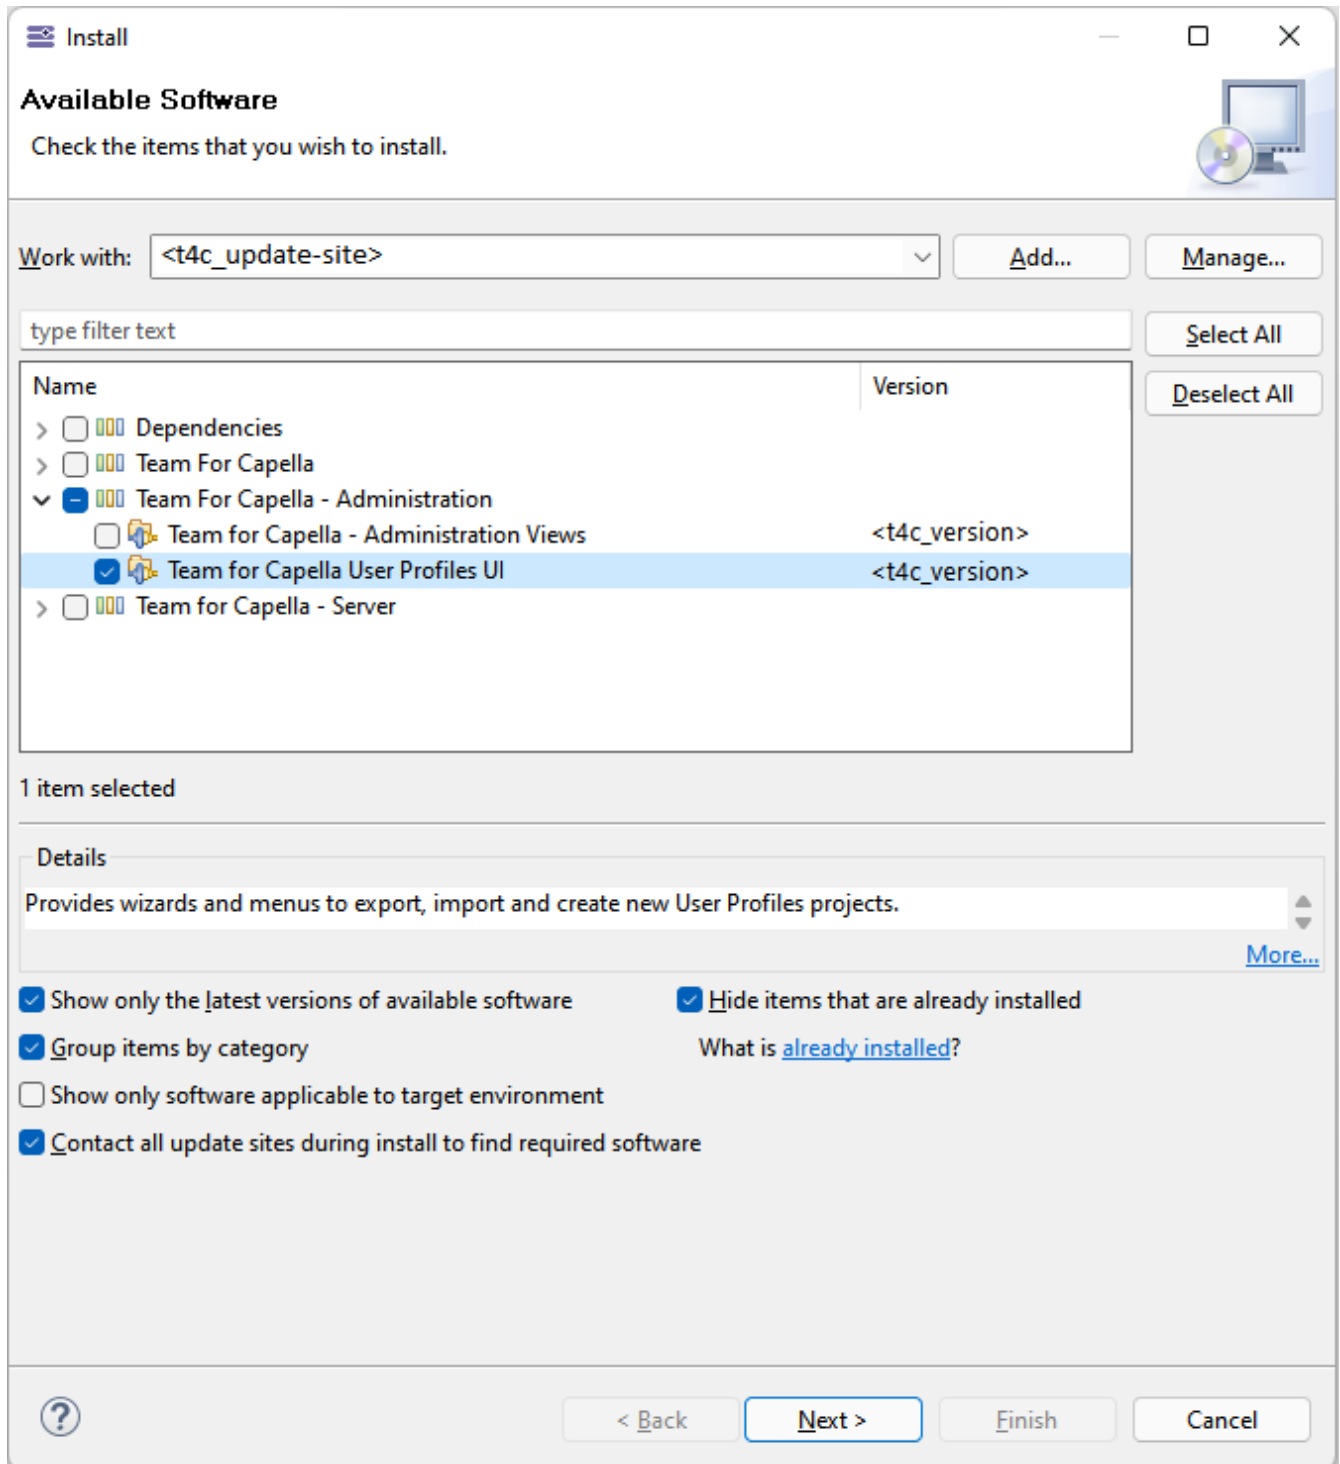 Install
Available Software
Check the items that you wish to install.
Work with: <t4c_update-site> Add... Manage...
type filter text Select All
Name Version Deselect All
Dependencies
Team For Capella
Team For Capella - Administration
Team for Capella - Administration Views <t4c_version>
Team for Capella User Profiles UI <t4c_version>
Team for Capella - Server
1 item selected
Details
Provides wizards and menus to export, import and create new User Profiles projects.
More...
Show only the latest versions of available software Hide items that are already installed
Group items by category What is already installed?
Show only software applicable to target environment
Contact all update sites during install to find required software
? < Back Next > Finish Cancel